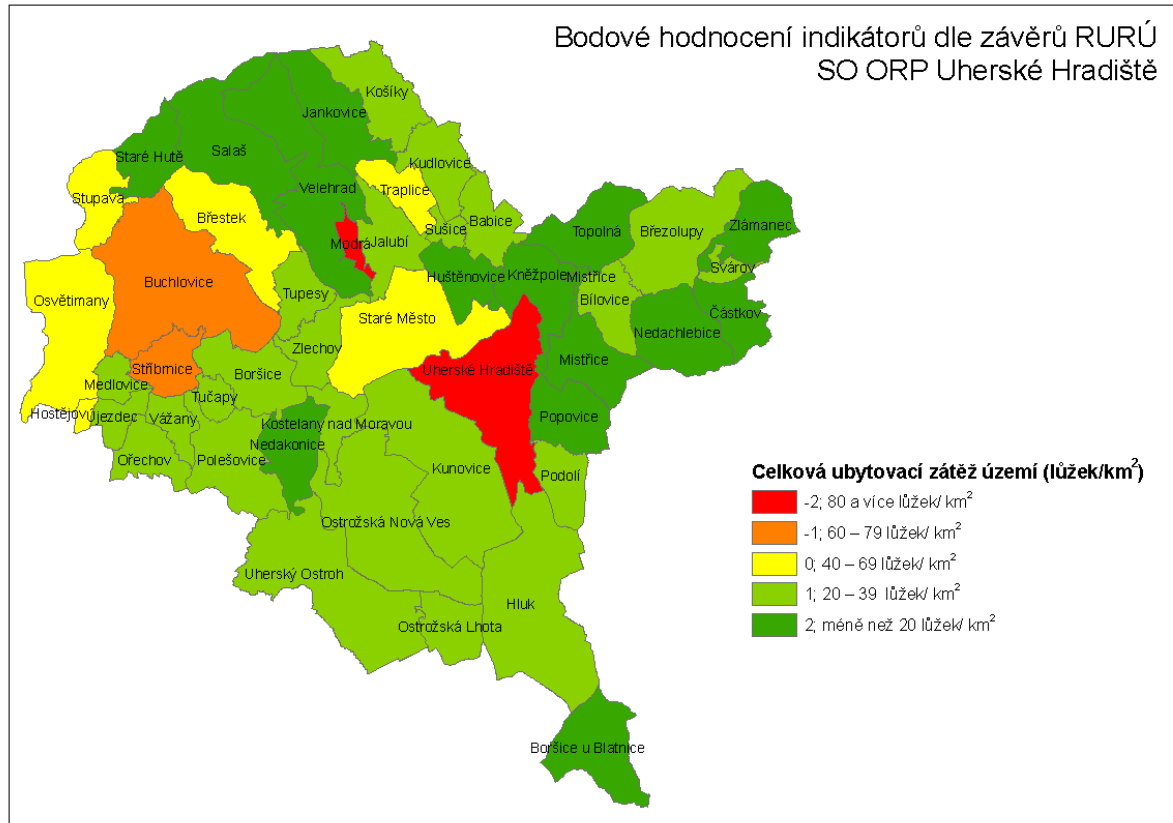 Bodové hodnocení indikátorů dle závěrů RURÚ
SO ORP Uherské Hradiště
Košíky
Jankovice
Salaš
Staré Hutě
Kudlovice
Traplice
Velehrad
Stupava
Břestek
Babice
Sušice
Topolná
Březolupy
Zlámanec
Modrá
Jalubí
Svárov
Huštěnovice
Kněžpole
Mistřice
Buchlovice
Osvětimany
Tupesy
Bílovice
Částkov
Staré Město
Nedachlebice
Zlechov
Mistřice
Boršice
Stříbrnice
Uherské Hradiště
Medlovice
Tučapy
Hostějov
Újezdec
Vážany
Popovice
Kostelany nad Moravou
Nedakonice
Ořechov
Polešovice
Kunovice
Podolí
Ostrožská Nová Ves
Uherský Ostroh
Hluk
Ostrožská Lhota
Boršice u Blatnice
Celková ubytovací zátěž území (lůžek/km²)
-2; 80 a více lůžek/ km²
-1; 60 – 79 lůžek/ km²
0; 40 – 69 lůžek/ km²
1; 20 – 39 lůžek/ km²
2; méně než 20 lůžek/ km²